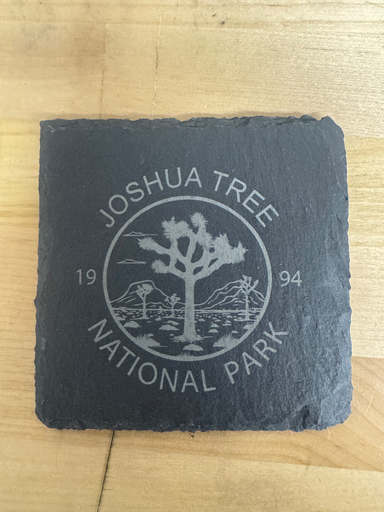 JOSHUA TREE
19 94
NATIONAL PARK